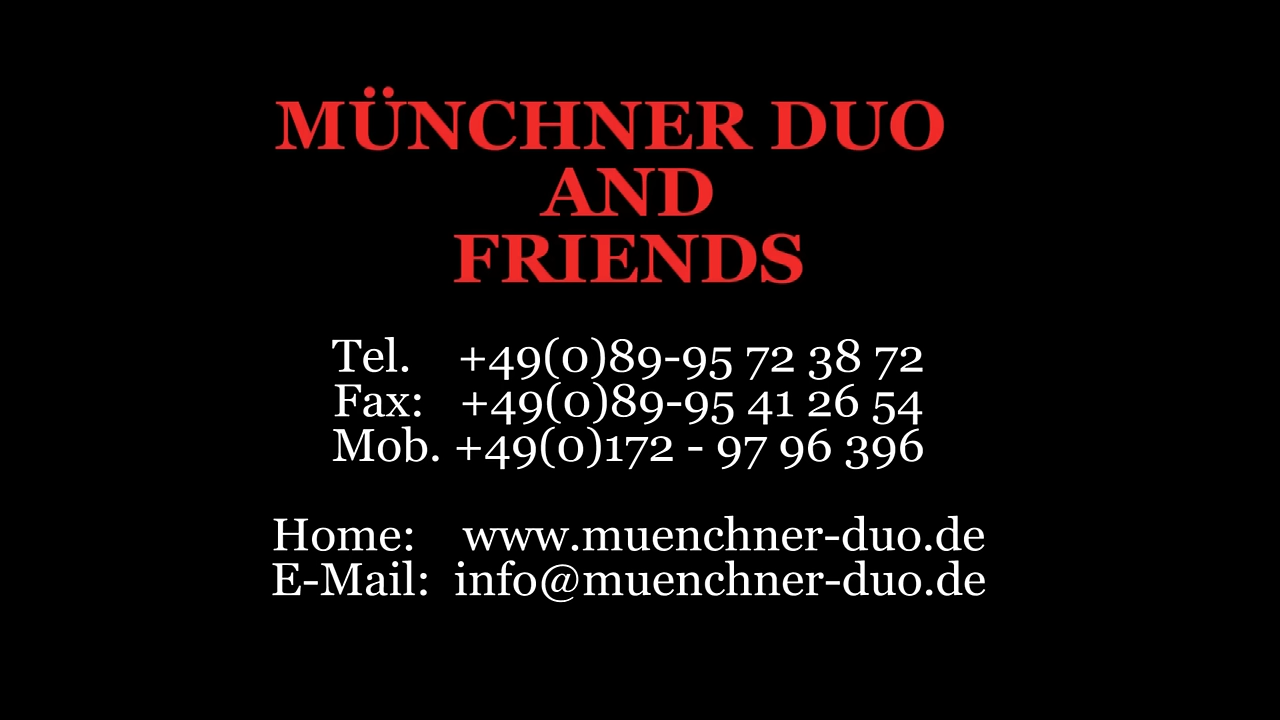 MÜNCHNER DUO
AND
FRIENDS
Tel. +49(0)89-95 72 38 72
Fax: +49(0)89-95 41 26 54
Mob. +49(0)172 - 97 96 396
Home: www.muenchner-duo.de
E-Mail: info@muenchner-duo.de